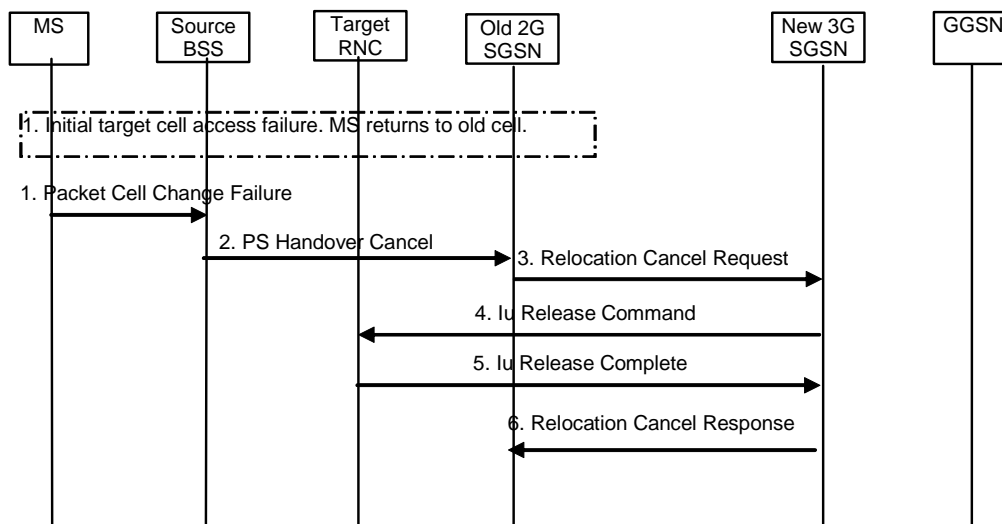 MS
Source
BSS
Target
RNC
Old 2G
SGSN
New 3G
SGSN
GGSN
1. Initial target cell access failure. MS returns to old cell.
1. Packet Cell Change Failure
2. PS Handover Cancel
3. Relocation Cancel Request
4. Iu Release Command
5. Iu Release Complete
6. Relocation Cancel Response